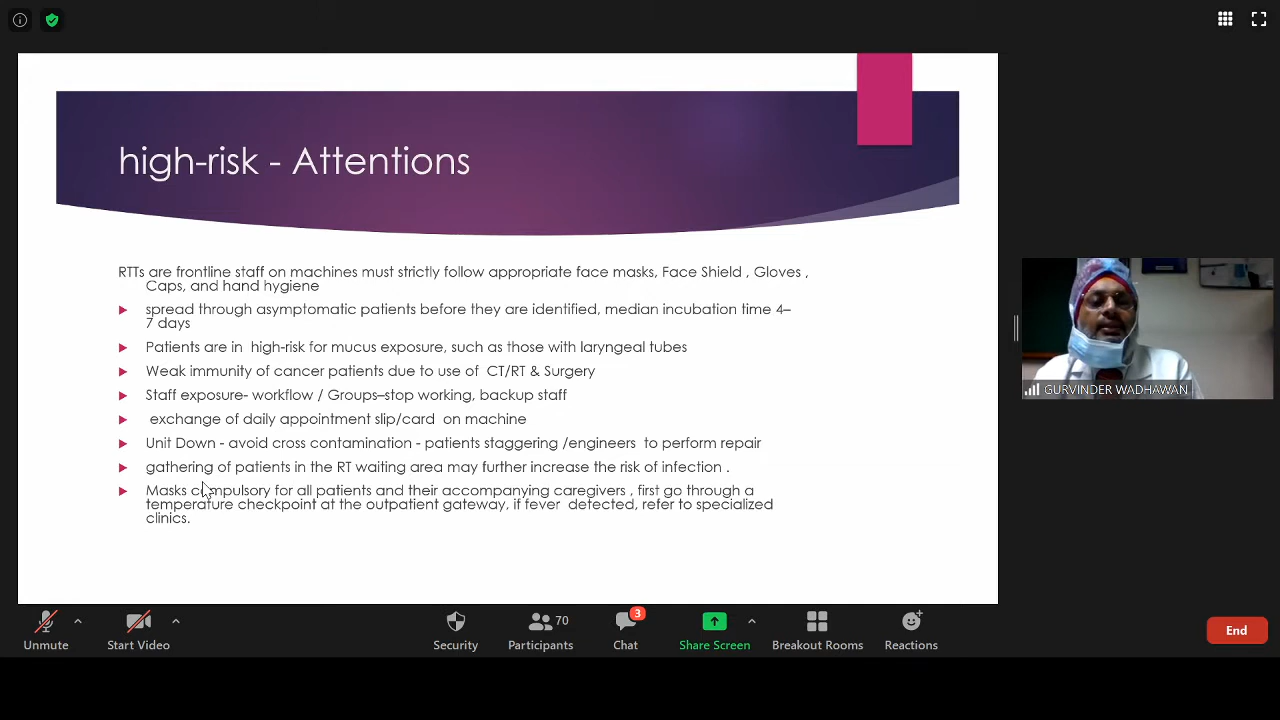 high-risk - Attentions
RTTs are frontline staff on machines must strictly follow appropriate face masks, Face Shield , Gloves ,
Caps, and hand hygiene
spread through asymptomatic patients before they are identified, median incubation time 4–
7 days
Patients are in high-risk for mucus exposure, such as those with laryngeal tubes
Weak immunity of cancer patients due to use of CT/RT & Surgery
Staff exposure- workflow / Groups–stop working, backup staff
exchange of daily appointment slip/card on machine
Unit Down - avoid cross contamination - patients staggering /engineers to perform repair
gathering of patients in the RT waiting area may further increase the risk of infection .
Masks compulsory for all patients and their accompanying caregivers , first go through a
temperature checkpoint at the outpatient gateway, if fever detected, refer to specialized
clinics.
GURVINDER WADHAWAN
Unmute
Start Video
Security
70
Participants
3
Chat
Share Screen
Breakout Rooms
Reactions
End